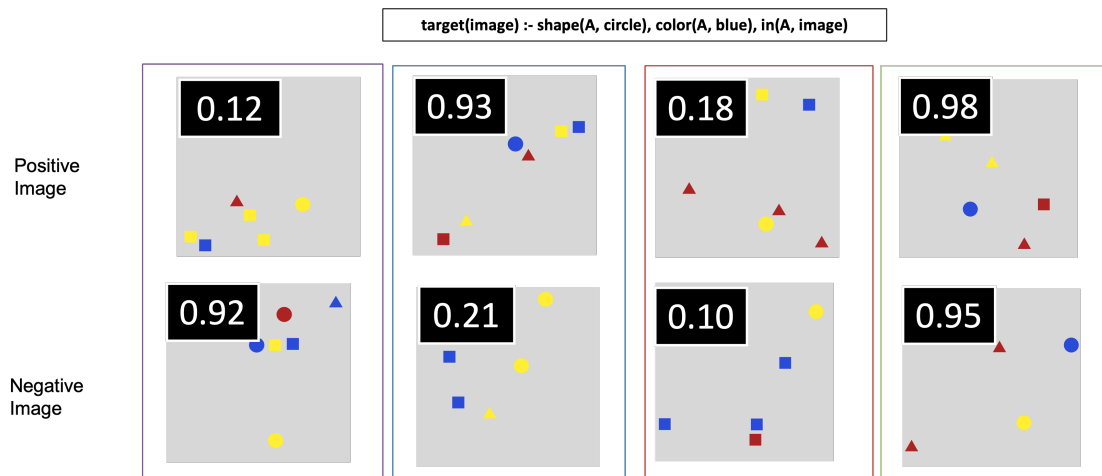 target(image) :- shape(A, circle), color(A, blue), in(A, image)
Positive
Image
0.12
0.93
0.18
0.98
Negative
Image
0.92
0.21
0.10
0.95